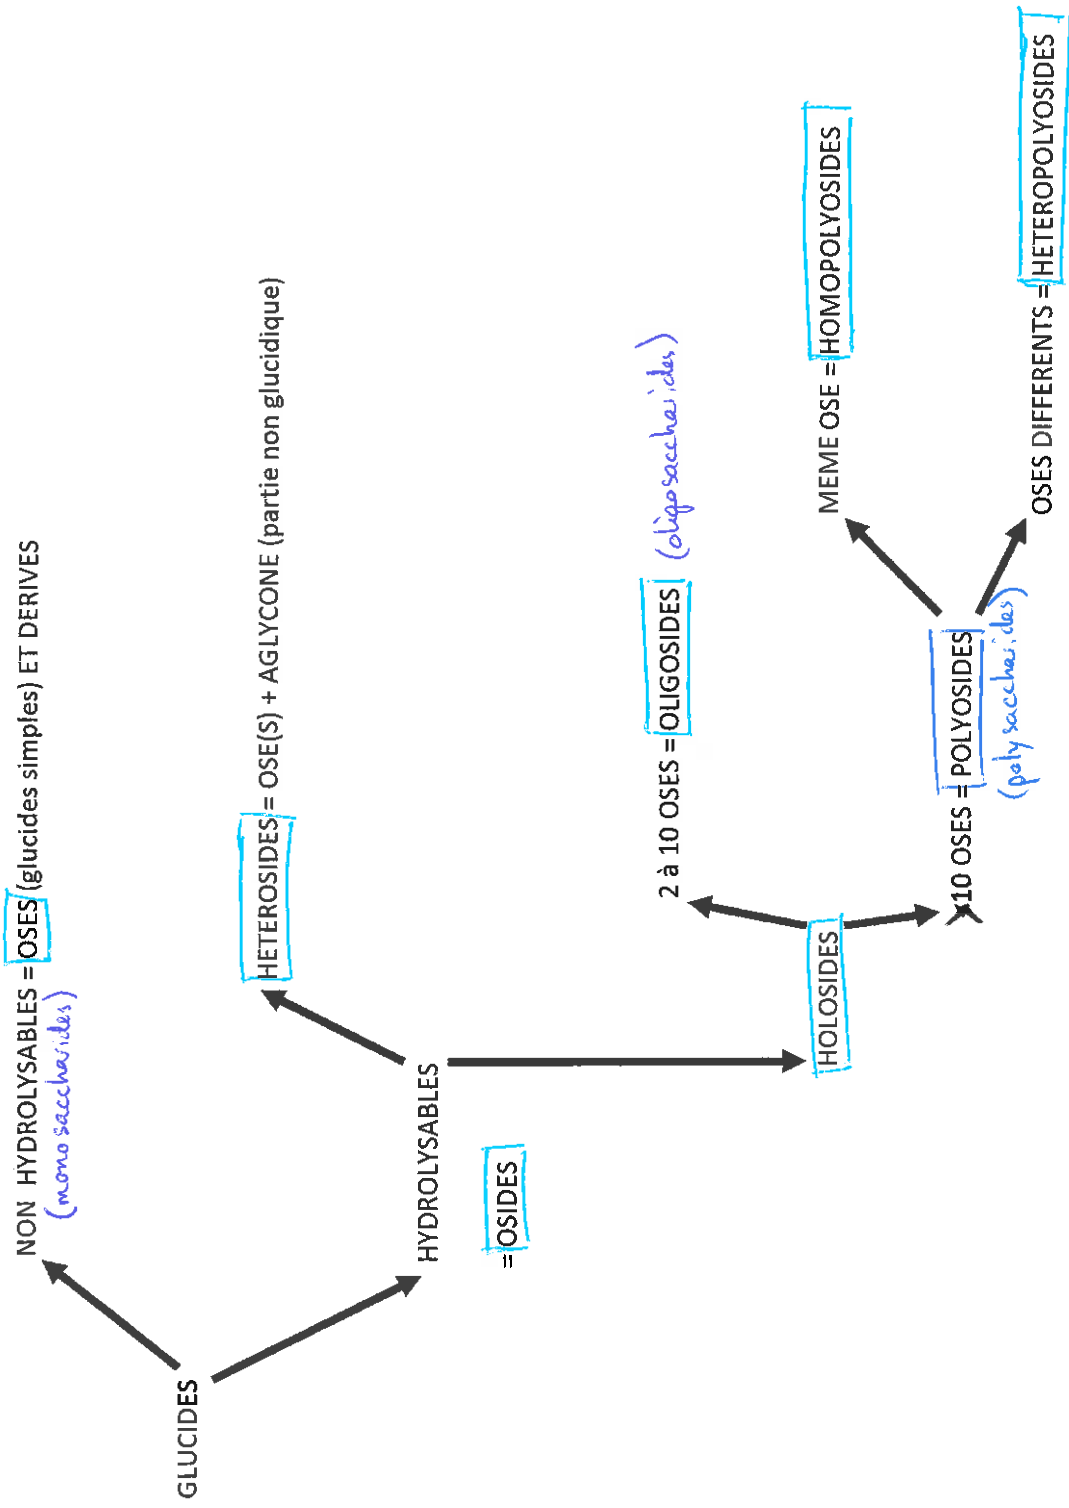 NON HYDROLYSABLES = OSES (glucides simples) ET DERIVES
(monosaccharides)
GLUCIDES
HETEROSIDES = OSE(S) + AGLYCONE (partie non glucidique)
HYDROLYSABLES
= OSIDES
2 à 10 OSES = OLIGOSIDES (oligosaccharides)
HOLOSIDES
MEME OSE = HOMOPOLYOSIDES
10 OSES = POLYOSIDES
(polysaccharides)
OSES DIFFERENTS = HETEROPOLYOSIDES